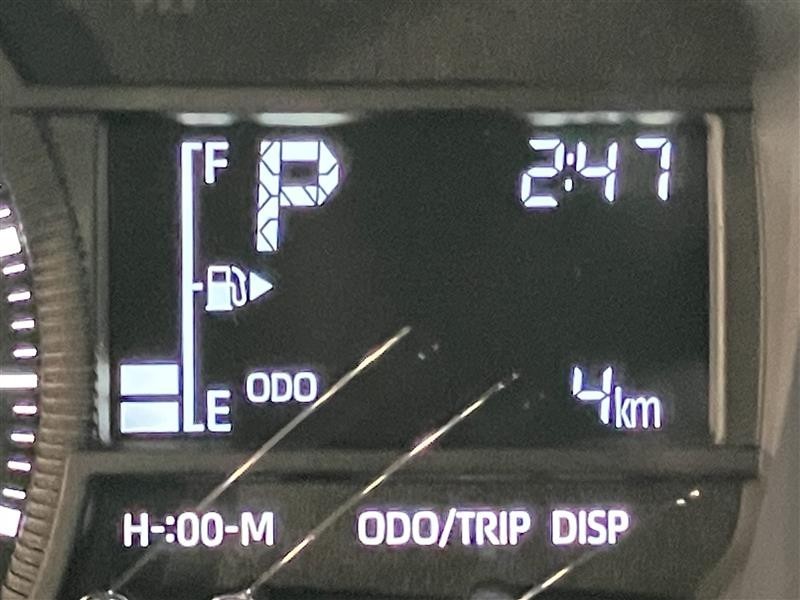 F P 2:47
ODO 4km
E
H-:00-M ODO/TRIP DISP